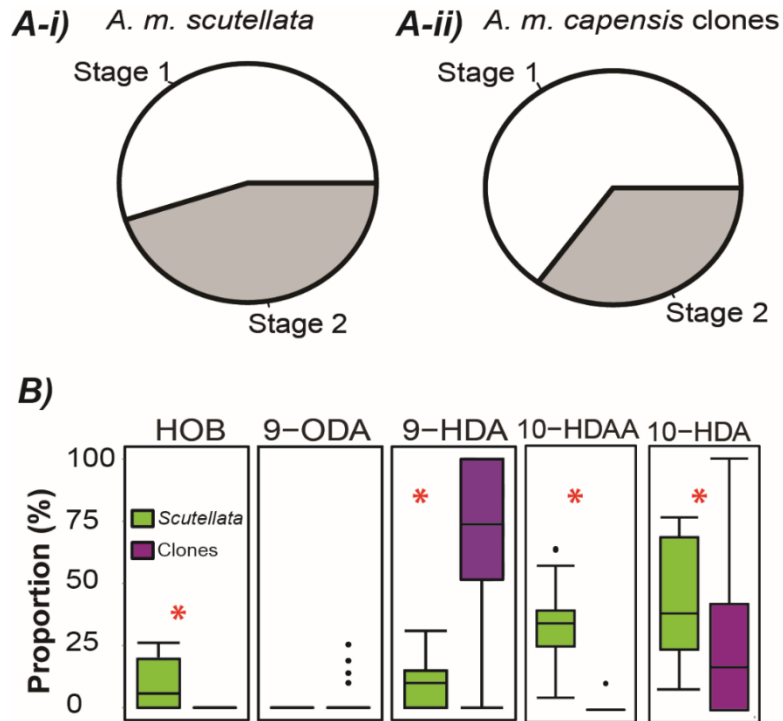 A-i) A. m. scutellata
A-ii) A. m. capensis clones
Stage 1
Stage 2
Stage 1
Stage 2
B)
HOB
9−ODA
9−HDA
10−HDAA
10−HDA
Proportion (%)
100
75
50
25
0
Scutellata
Clones
*
*
*
*